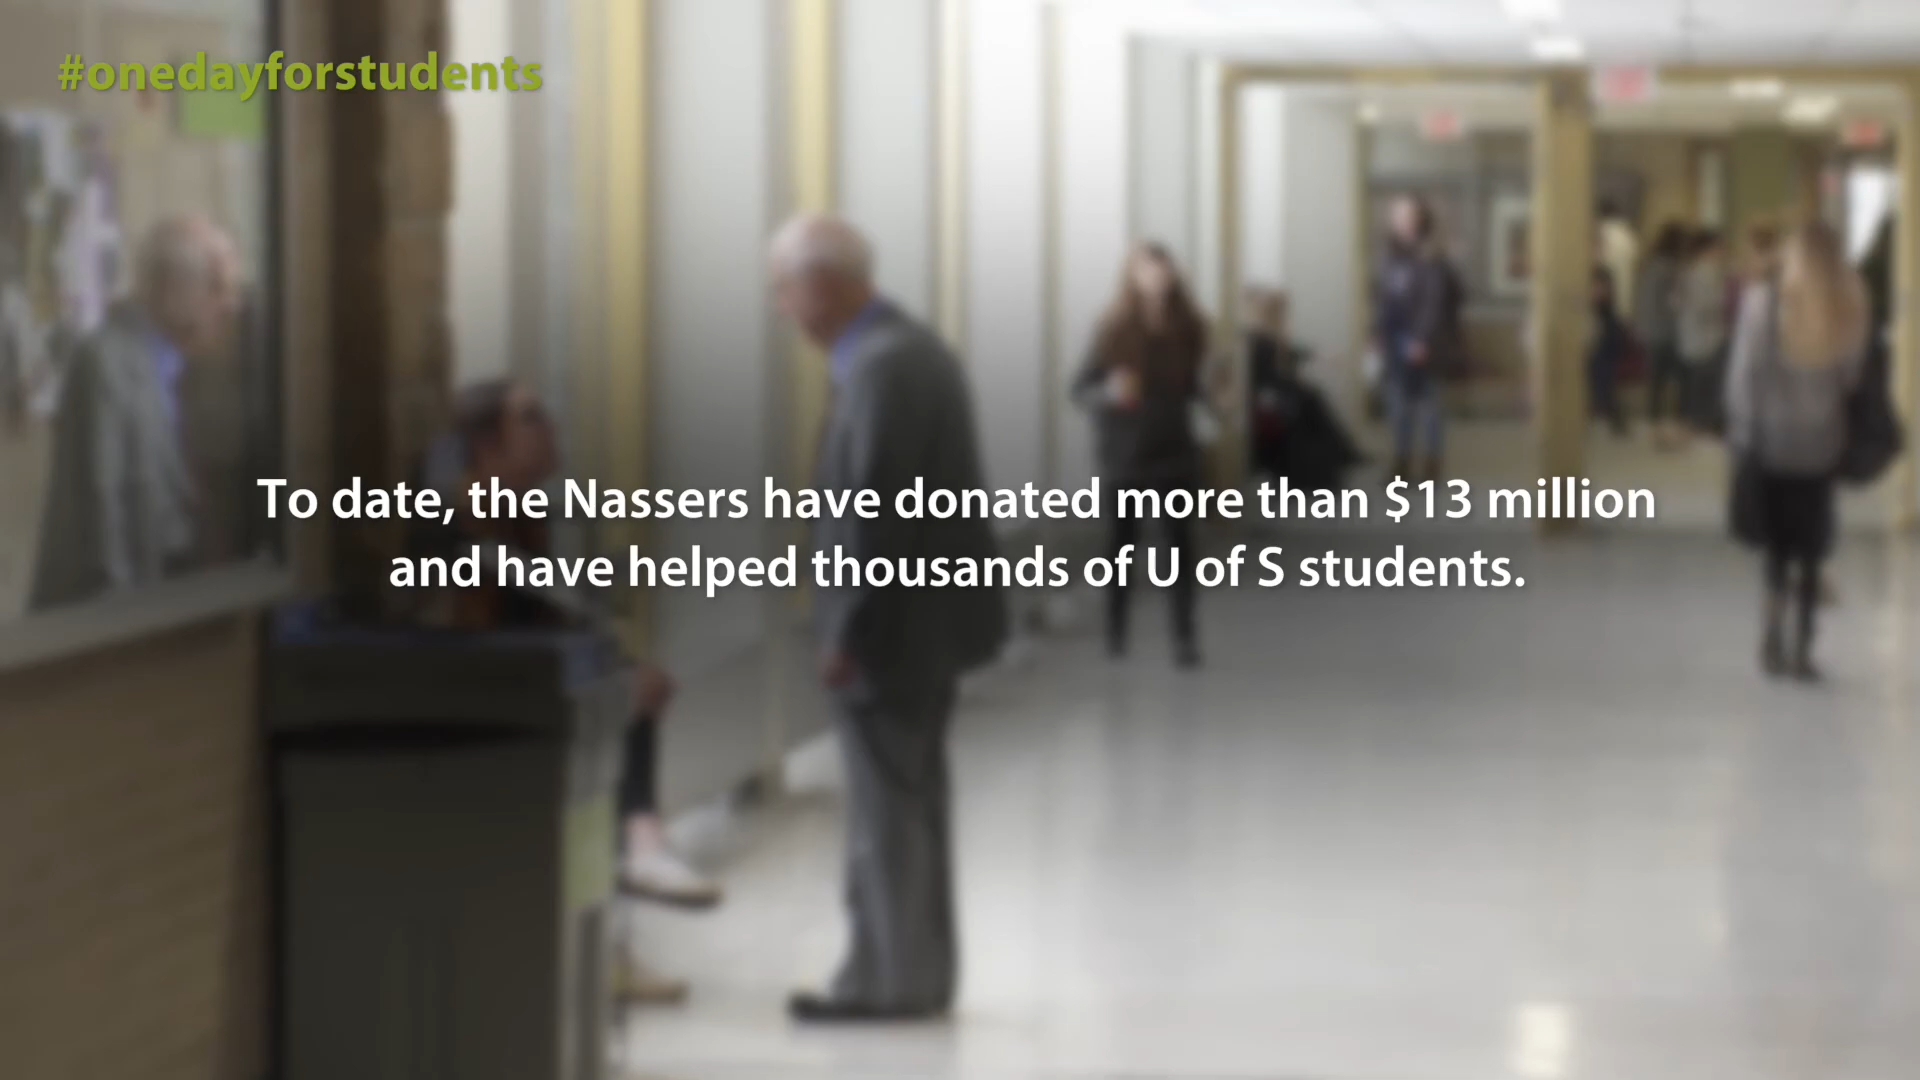 #onedayforstudents
To date, the Nassers have donated more than $13 million
and have helped thousands of U of S students.